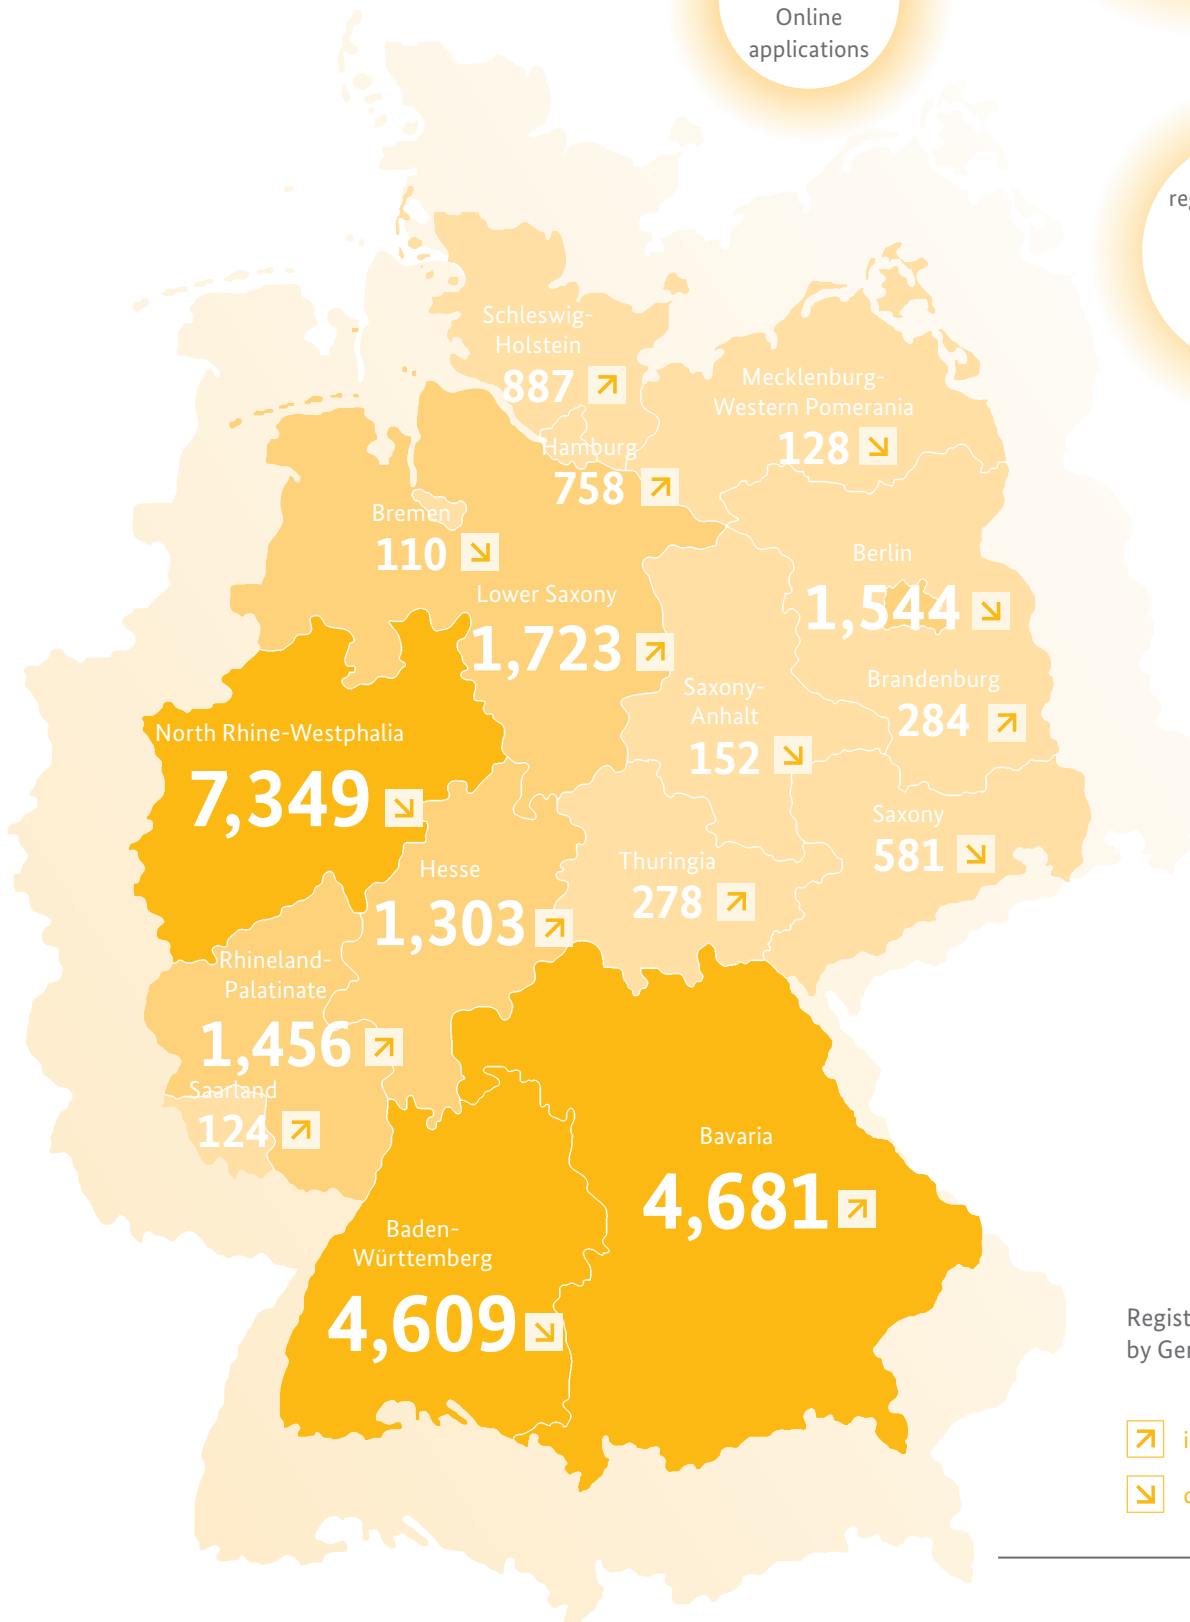 Online
applications
Schleswig-
Holstein
887
Mecklenburg-
Western Pomerania
128
Hamburg
758
Bremen
110
Berlin
1,544
Lower Saxony
1,723
Brandenburg
284
Saxony-
Anhalt
152
North Rhine-Westphalia
7,349
Saxony
581
Hesse
1,303
Thuringia
278
Rhineland-
Palatinate
1,456
Saarland
124
Bavaria
4,681
Baden-
Württemberg
4,609
by